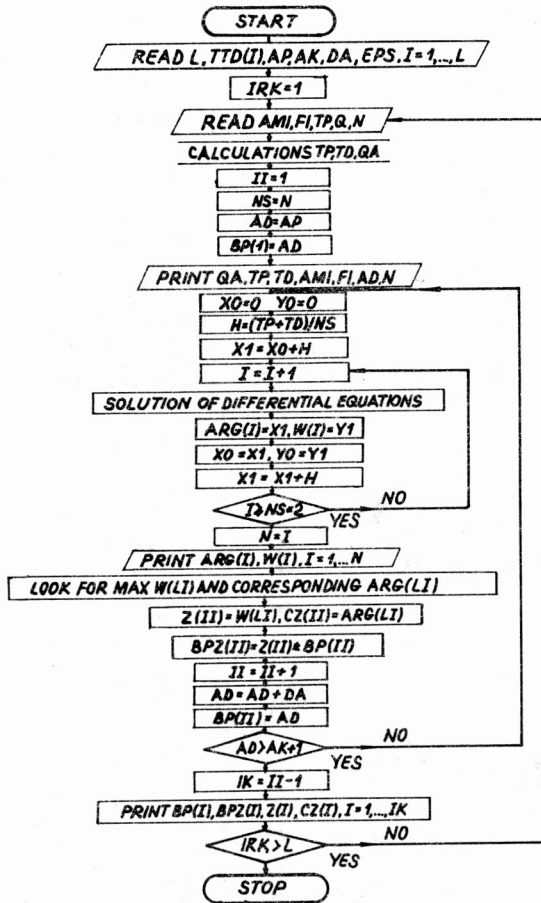 START
READ L, TTD(I), AP, AK, DA, EPS, I=1,...,L
IRK=1
READ AMI, FI, TP, Q, N
CALCULATIONS TP, TD, QA
II=1
NS=N
AD=AP
BP(1)=AD
PRINT QA, TP, TD, AMI, FI, AD, N
X0=0 Y0=0
H=(TP+TD)/NS
X1=X0+H
I=I+1
SOLUTION OF DIFFERENTIAL EQUATIONS
ARG(I)=X1, W(I)=Y1
X0=X1, Y0=Y1
X1=X1+H
I≥NS=2 NO
YES
N=I
PRINT ARG(I), W(I), I=1,...N
LOOK FOR MAX W(LI) AND CORRESPONDING ARG(LI)
Z(II)=W(LI), CZ(II)=ARG(LI)
BPZ(II)=Z(II)*BP(II)
II=II+1
AD=AD+DA
BP(II)=AD
AD>AK+1 NO
YES
IK=II-1
PRINT BP(I), BPZ(I), Z(I), CZ(I), I=1,...,IK
IRK>L NO
YES
STOP